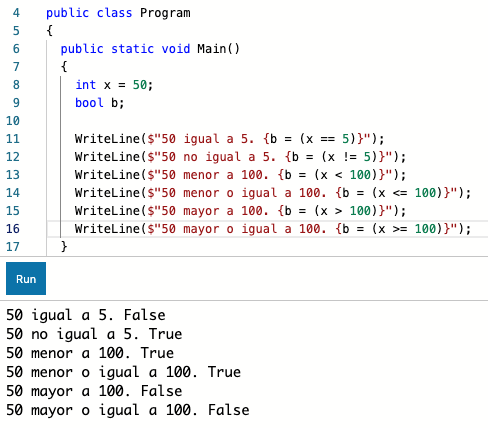 4 public class Program
5 {
6 public static void Main()
7 {
8 int x = 50;
9 bool b;
10
11 WriteLine($"50 igual a 5. {b = (x == 5)}");
12 WriteLine($"50 no igual a 5. {b = (x != 5)}");
13 WriteLine($"50 menor a 100. {b = (x < 100)}");
14 WriteLine($"50 menor o igual a 100. {b = (x <= 100)}");
15 WriteLine($"50 mayor a 100. {b = (x > 100)}");
16 WriteLine($"50 mayor o igual a 100. {b = (x >= 100)}");
17 }
Run
50 igual a 5. False
50 no igual a 5. True
50 menor a 100. True
50 menor o igual a 100. True
50 mayor a 100. False
50 mayor o igual a 100. False